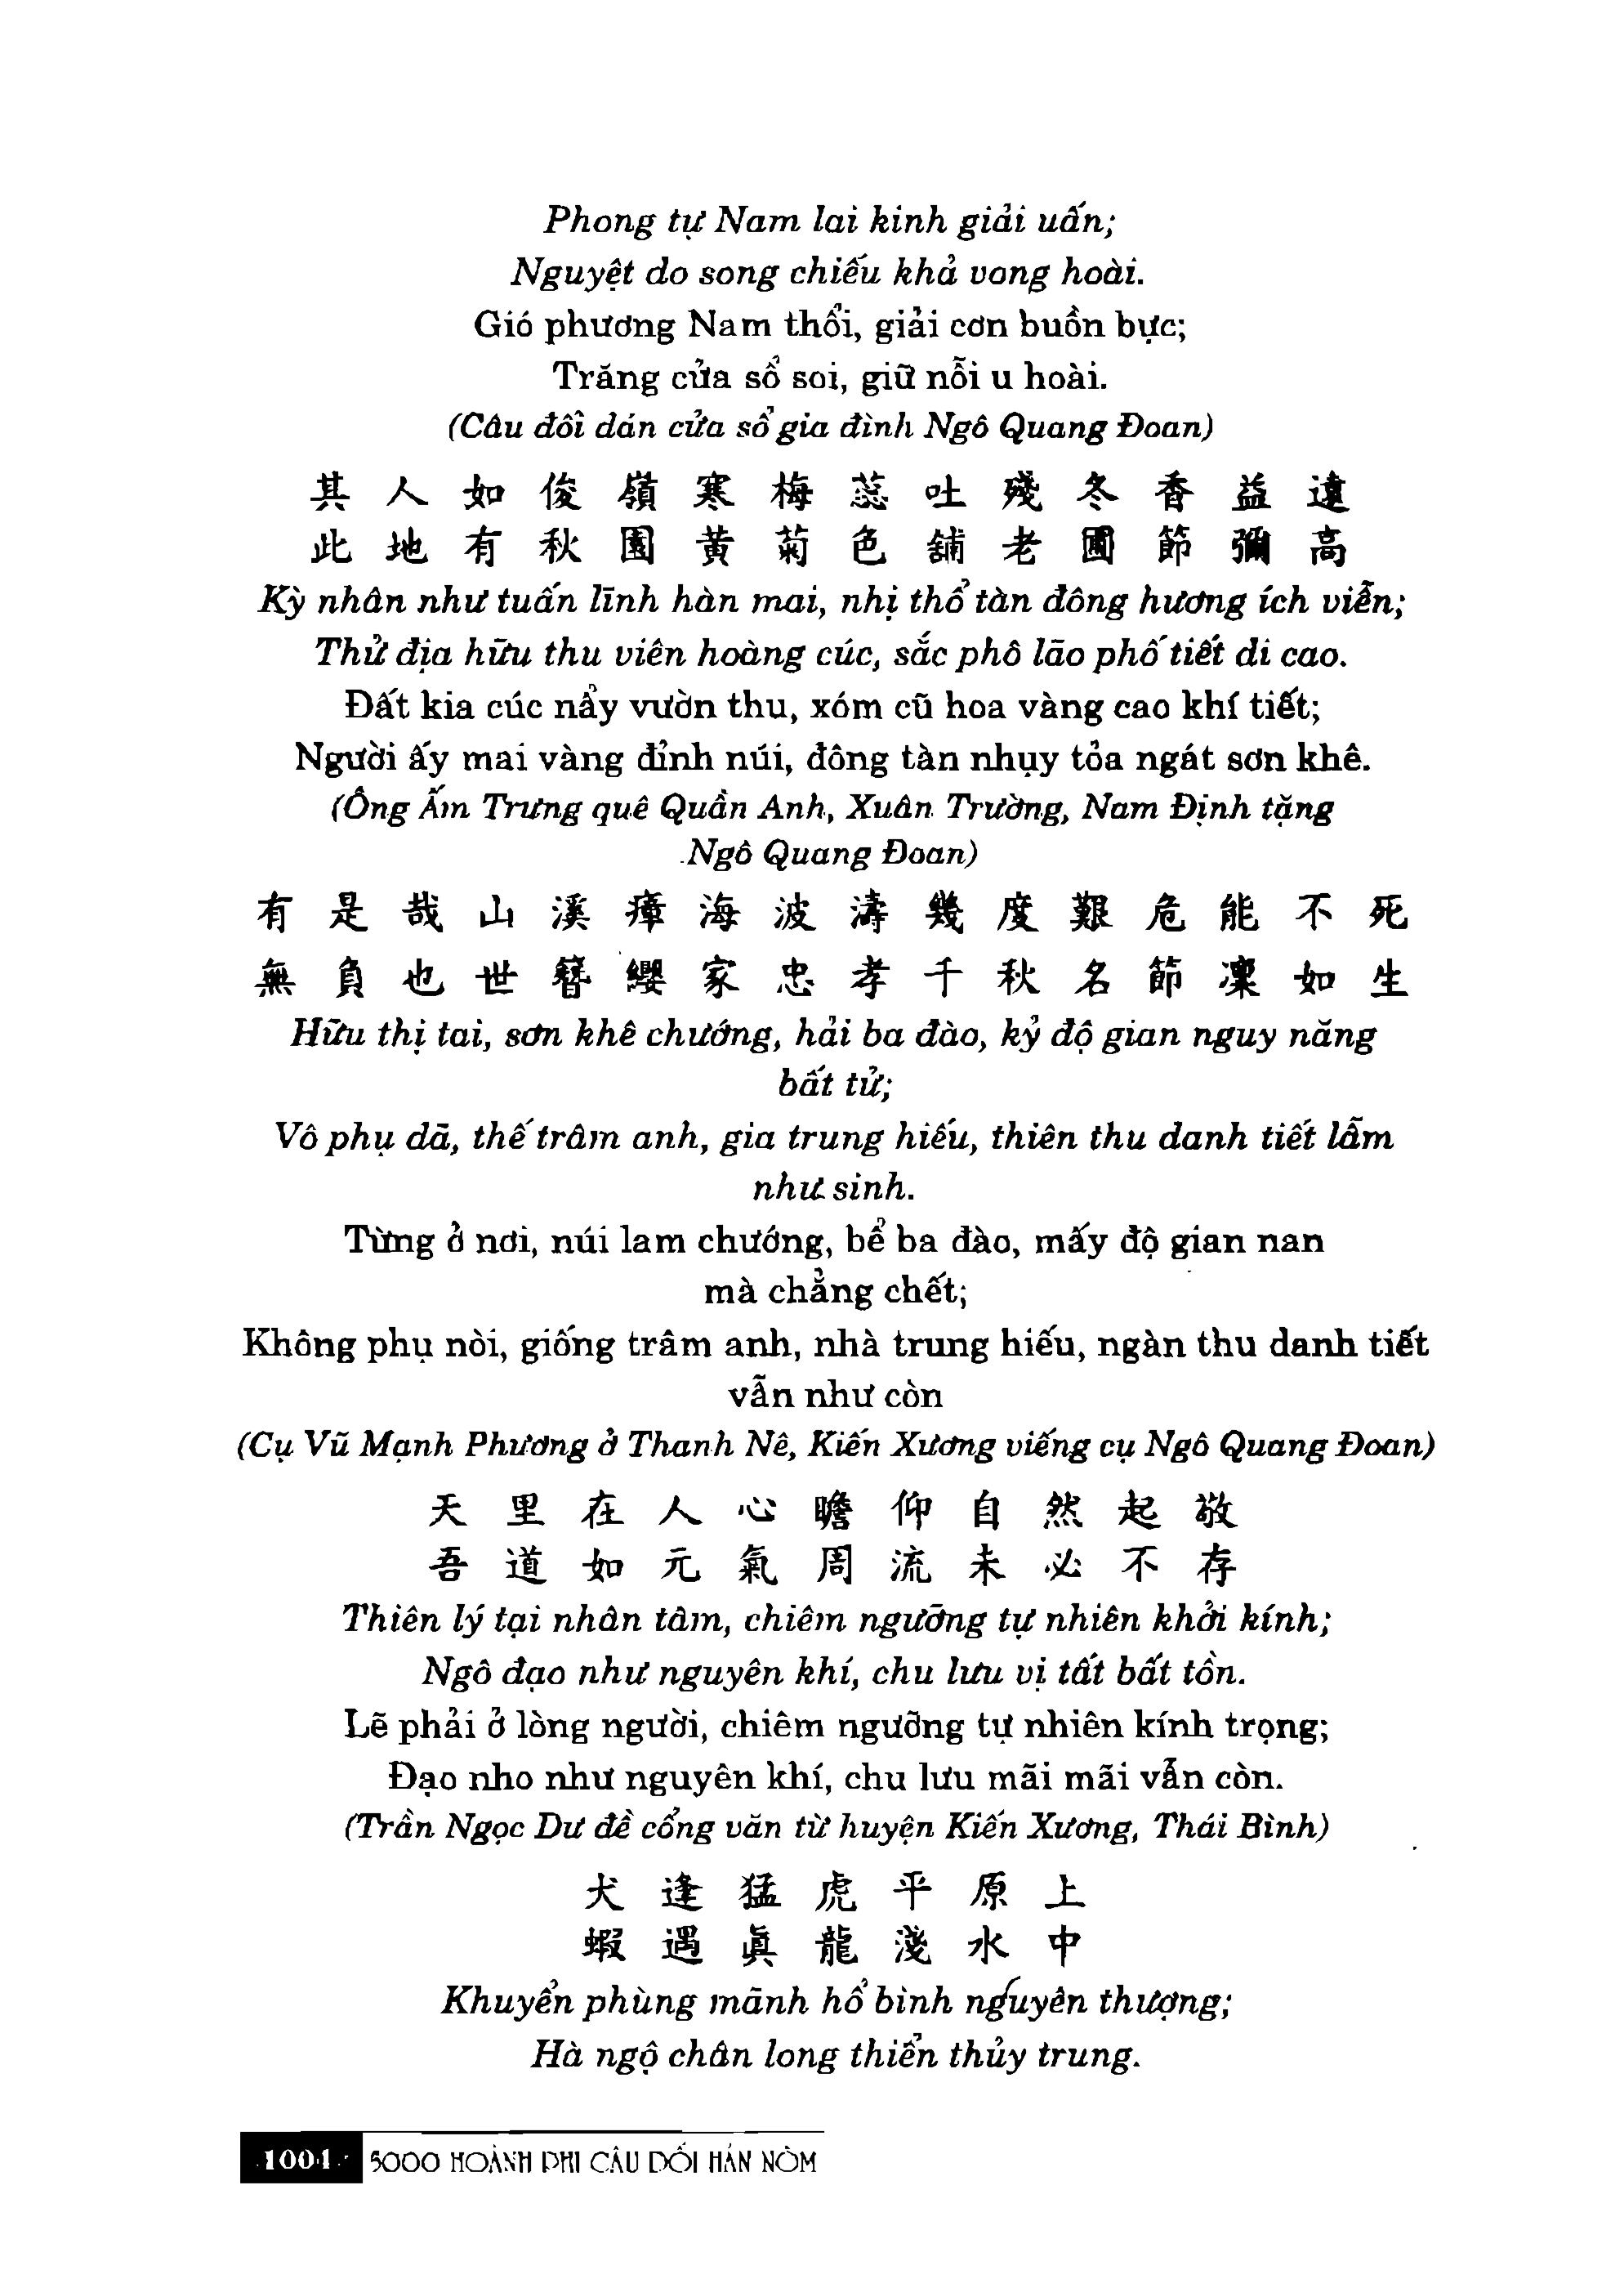 Phong tự Nam lai kinh giải uấn;
Nguyệt do song chiếu khả vong hoài.
Gió phương Nam thổi, giải cơn buồn bực;
Trăng cửa sổ soi, giữ nỗi u hoài.
(Câu đối dán cửa sổ gia đình Ngô Quang Đoan)
其人如俊嶺寒梅蕊吐殘冬香益遠
此地有秋園黃菊色舖老圃節彌高
Kỳ nhân như tuấn lĩnh hàn mai, nhị thổ tàn đông hương ích viễn;
Thử địa hữu thu viên hoàng cúc, sắc phô lão phố tiết di cao.
Đất kia cúc nẩy vườn thu, xóm cũ hoa vàng cao khí tiết;
Người ấy mai vàng đỉnh núi, đông tàn nhụy tỏa ngát sơn khê.
(Ông Ấm Trưng quê Quần Anh, Xuân Trường, Nam Định tặng
Ngô Quang Đoan)
有是哉山溪瘴海波濤幾度艱危能不死
無負也世簪纓家忠孝千秋名節凜如生
Hữu thị tai, sơn khê chướng, hải ba đào, kỷ độ gian nguy năng
bất tử;
Vô phụ dã, thế trâm anh, gia trung hiếu, thiên thu danh tiết lẫm
như sinh.
Từng ở nơi, núi lam chướng, bể ba đào, mấy độ gian nan
mà chẳng chết;
Không phụ nòi, giống trâm anh, nhà trung hiếu, ngàn thu danh tiết
vẫn như còn
(Cụ Vũ Mạnh Phương ở Thanh Nê, Kiến Xương viếng cụ Ngô Quang Đoan)
天里在人心瞻仰自然起敬
吾道如元氣周流未必不存
Thiên lý tại nhân tâm, chiêm ngưỡng tự nhiên khởi kính;
Ngô đạo như nguyên khí, chu lưu vị tất bất tồn.
Lẽ phải ở lòng người, chiêm ngưỡng tự nhiên kính trọng;
Đạo nho như nguyên khí, chu lưu mãi mãi vẫn còn.
(Trần Ngọc Dư đề cổng văn từ huyện Kiến Xương, Thái Bình)
犬逢猛虎平原上
蝦遇眞龍淺水中
Khuyển phùng mãnh hổ bình nguyên thượng;
Hà ngộ chân long thiển thủy trung.
1004 5000 HOÀNH PHI CÂU ĐỐI HÁN NÔM